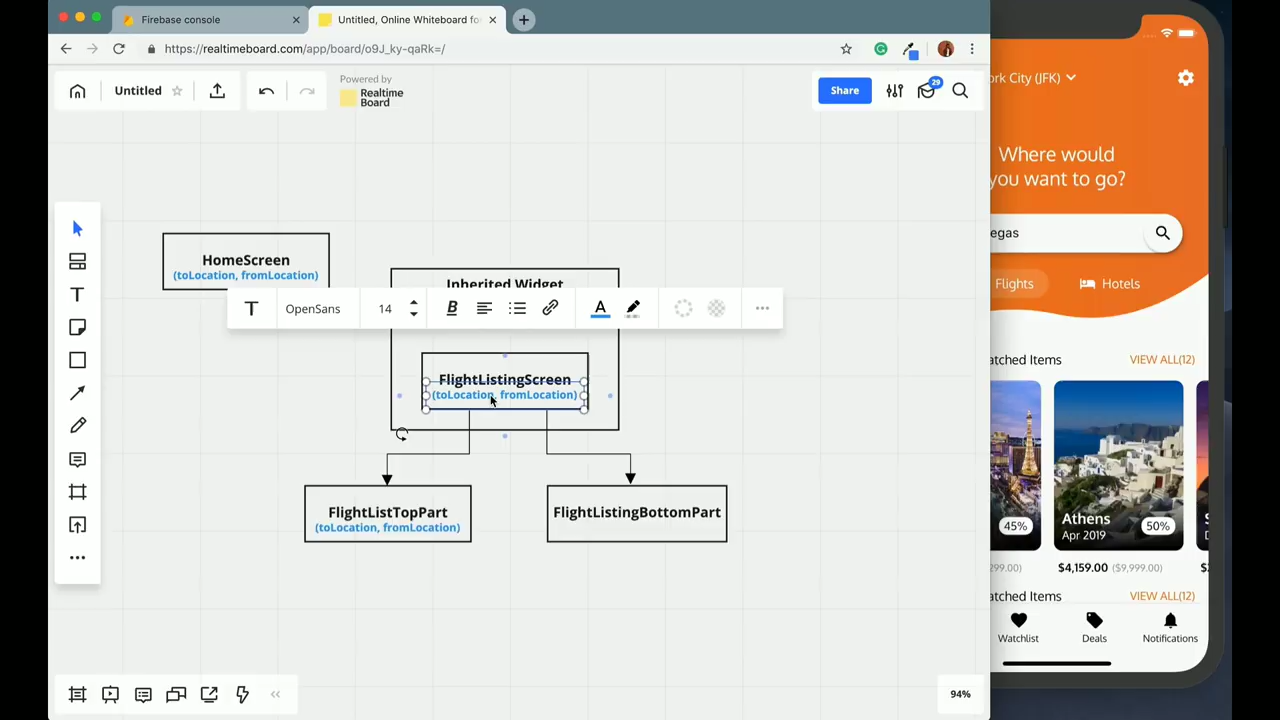 Firebase console
Untitled, Online Whiteboard fo
https://realtimeboard.com/app/board/o9J_ky-qaRk=/
Untitled
Powered by
Realtime
Board
Share
29
HomeScreen
(toLocation, fromLocation)
Inherited Widget
T
OpenSans
14
B
A
FlightListingScreen
(toLocation, fromLocation)
FlightListTopPart
(toLocation, fromLocation)
FlightListingBottomPart
94%
ork City (JFK)
Where would
you want to go?
egas
Flights
Hotels
atched Items
VIEW ALL(12)
45%
Athens
Apr 2019
50%
299.00)
$4,159.00
($9,999.00)
atched Items
VIEW ALL(12)
Watchlist
Deals
Notifications